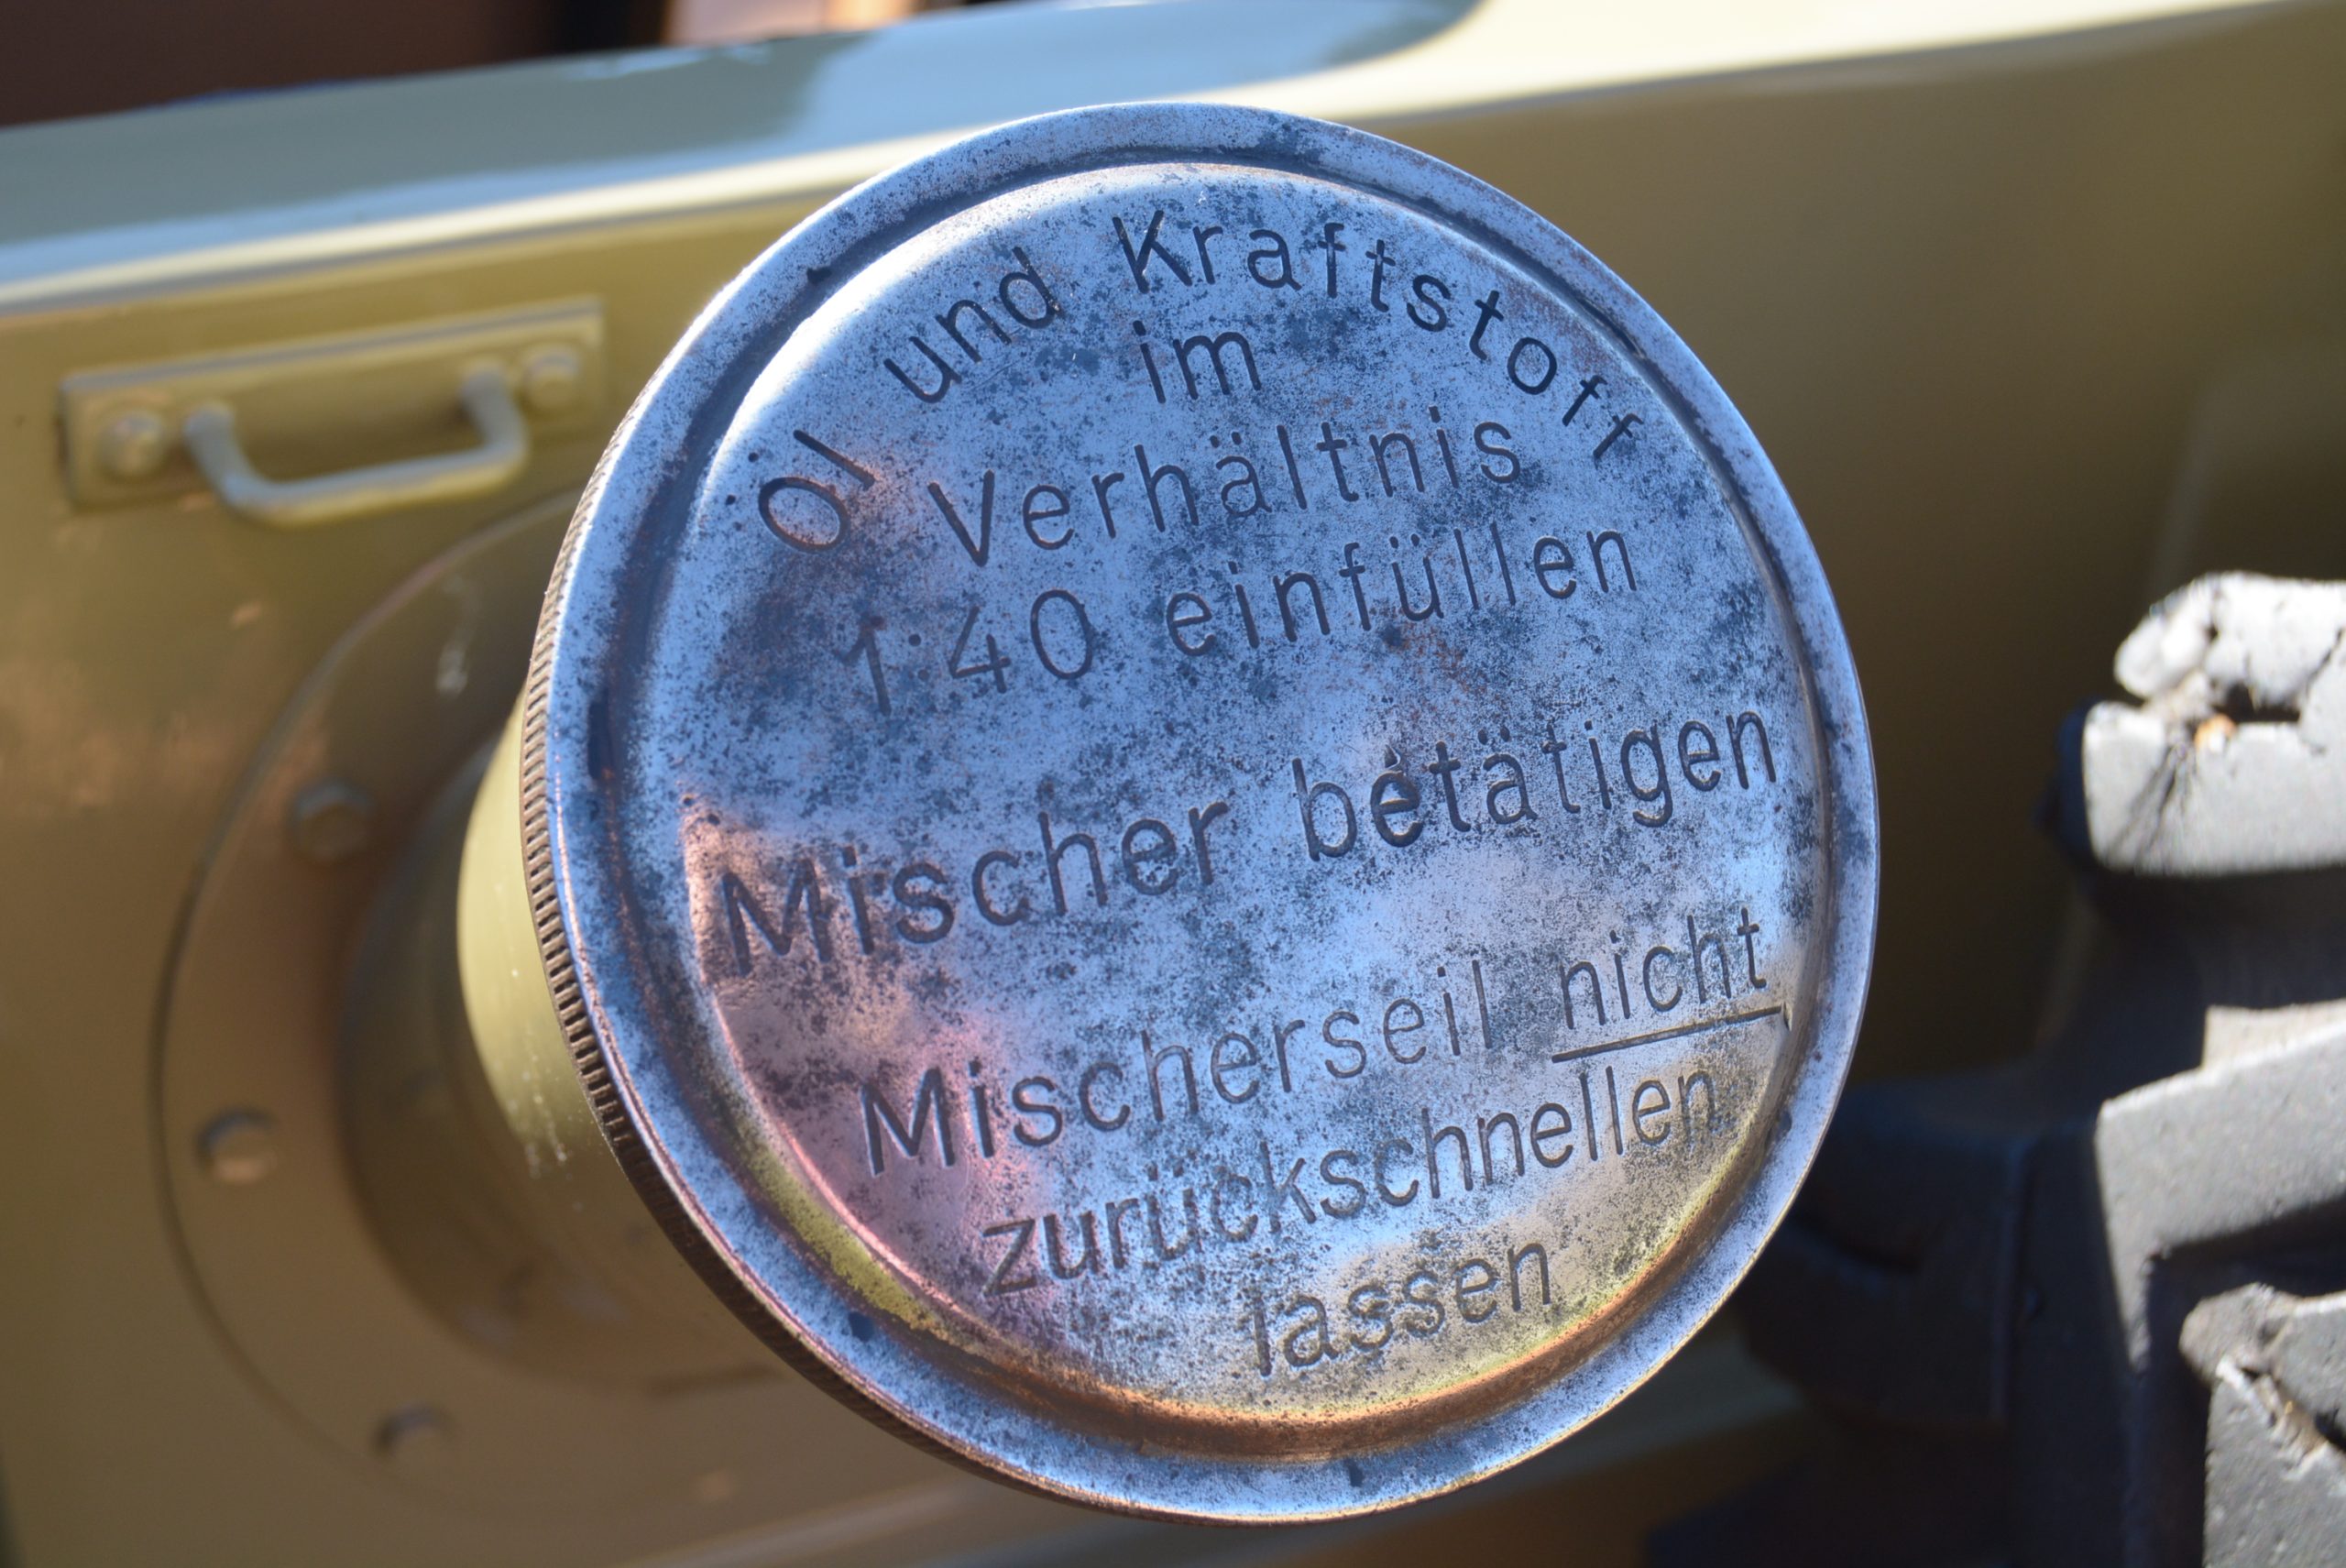 Öl und Kraftstoff
im
Verhältnis
1:40 einfüllen
Mischer betätigen
Mischerseil nicht
zurückschnellen
lassen